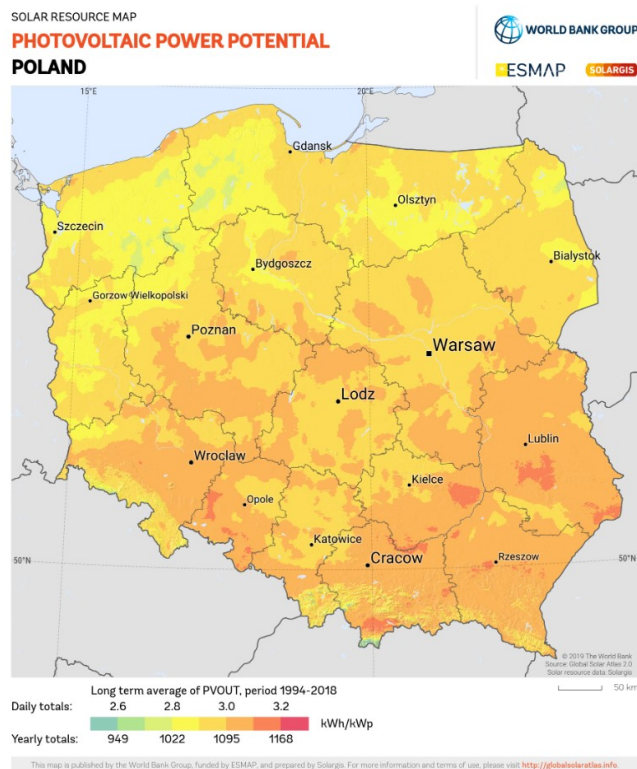 SOLAR RESOURCE MAP
PHOTOVOLTAIC POWER POTENTIAL
POLAND
WORLD BANK GROUP
ESMAP
SOLARGIS
15°E
20°E
Gdansk
Olsztyn
Szczecin
Bydgoszcz
Bialystok
Gorzow Wielkopolski
Poznan
Warsaw
Lodz
Lublin
Wrocław
Kielce
Opole
Katowice
50°N
Cracow
Rzeszow
50°N
© 2019 The World Bank
Source: Global Solar Atlas 2.0
Solar resource data: Solargis
50 km
Long term average of PVOUT, period 1994-2018
Daily totals: 2.6 2.8 3.0 3.2
kWh/kWp
Yearly totals: 949 1022 1095 1168
This map is published by the World Bank Group, funded by ESMAP, and prepared by Solargis. For more information and terms of use, please visit http://globalsolaratlas.info.